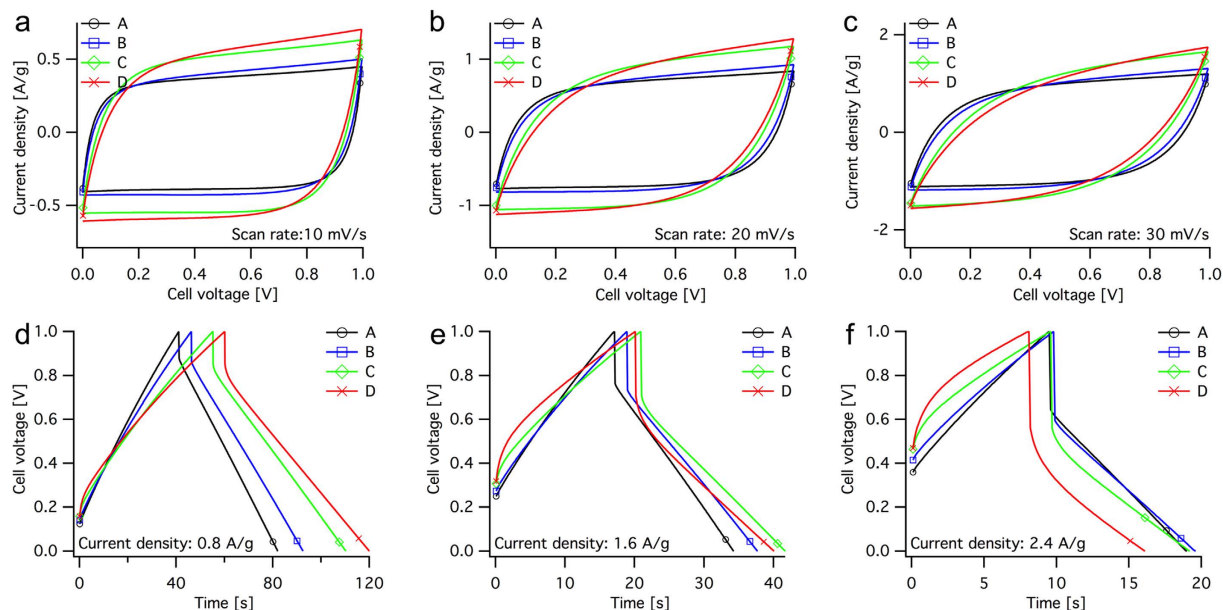 a
A
B
C
D
Current density [A/g]
0.5
0.0
-0.5
Scan rate:10 mV/s
0.0 0.2 0.4 0.6 0.8 1.0
Cell voltage [V]
b
A
B
C
D
Current density [A/g]
2
1
0
-1
Scan rate: 20 mV/s
0.0 0.2 0.4 0.6 0.8 1.0
Cell voltage [V]
c
A
B
C
D
Current density [A/g]
2
0
-2
Scan rate: 30 mV/s
0.0 0.2 0.4 0.6 0.8 1.0
Cell voltage [V]
d
A
B
C
D
Cell voltage [V]
1.0
0.8
0.6
0.4
0.2
0.0
Current density: 0.8 A/g
0 40 80 120
Time [s]
e
A
B
C
D
Cell voltage [V]
1.0
0.8
0.6
0.4
0.2
0.0
Current density: 1.6 A/g
0 10 20 30 40
Time [s]
f
A
B
C
D
Cell voltage [V]
1.0
0.8
0.6
0.4
0.2
0.0
Current density: 2.4 A/g
0 5 10 15 20
Time [s]